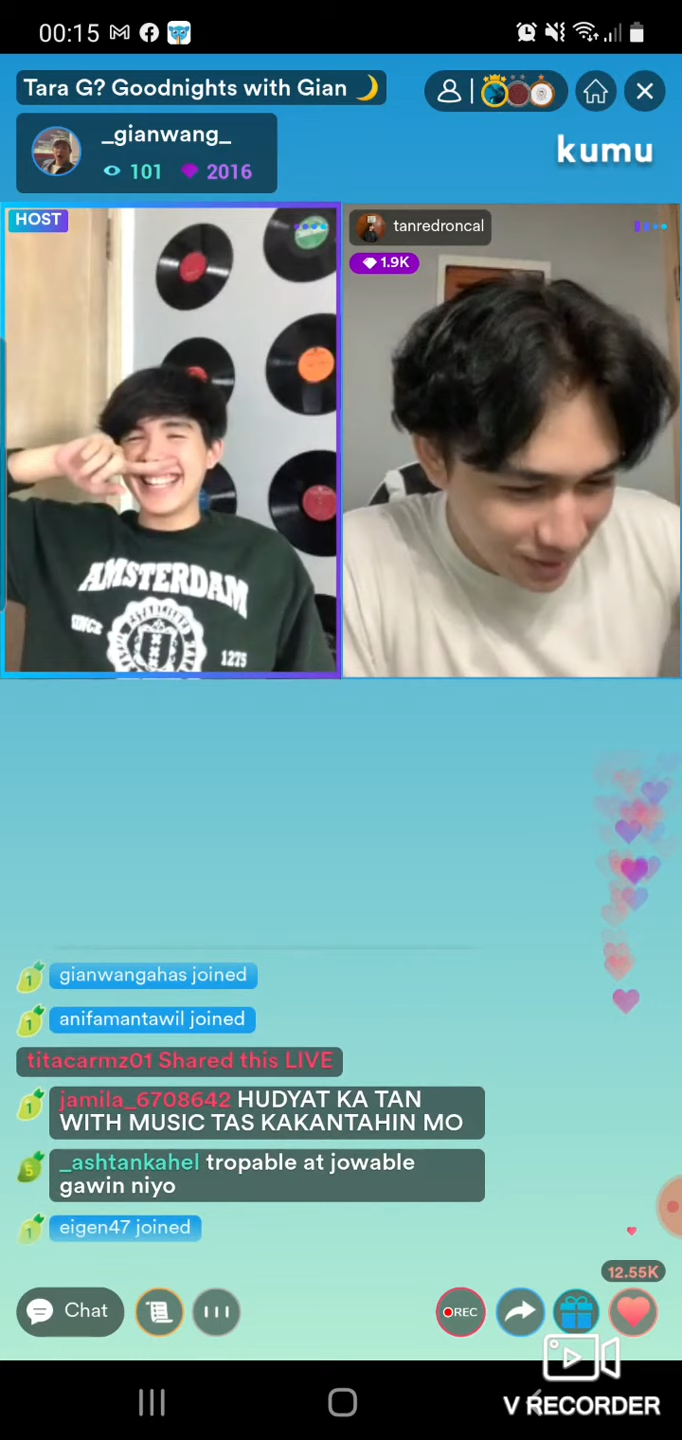 00:15
Tara G? Goodnights with Gian 🌙
_gianwang_
101 2016
kumu
HOST
tanredroncal
1.9K
AMSTERDAM
SINCE
1275
gianwangahas joined
anifamantawil joined
titacarmz01 Shared this LIVE
jamila_6708642 HUDYAT KA TAN
WITH MUSIC TAS KAKANTAHIN MO
_ashtankahel tropable at jowable
gawin niyo
eigen47 joined
12.55K
Chat
REC
V RECORDER